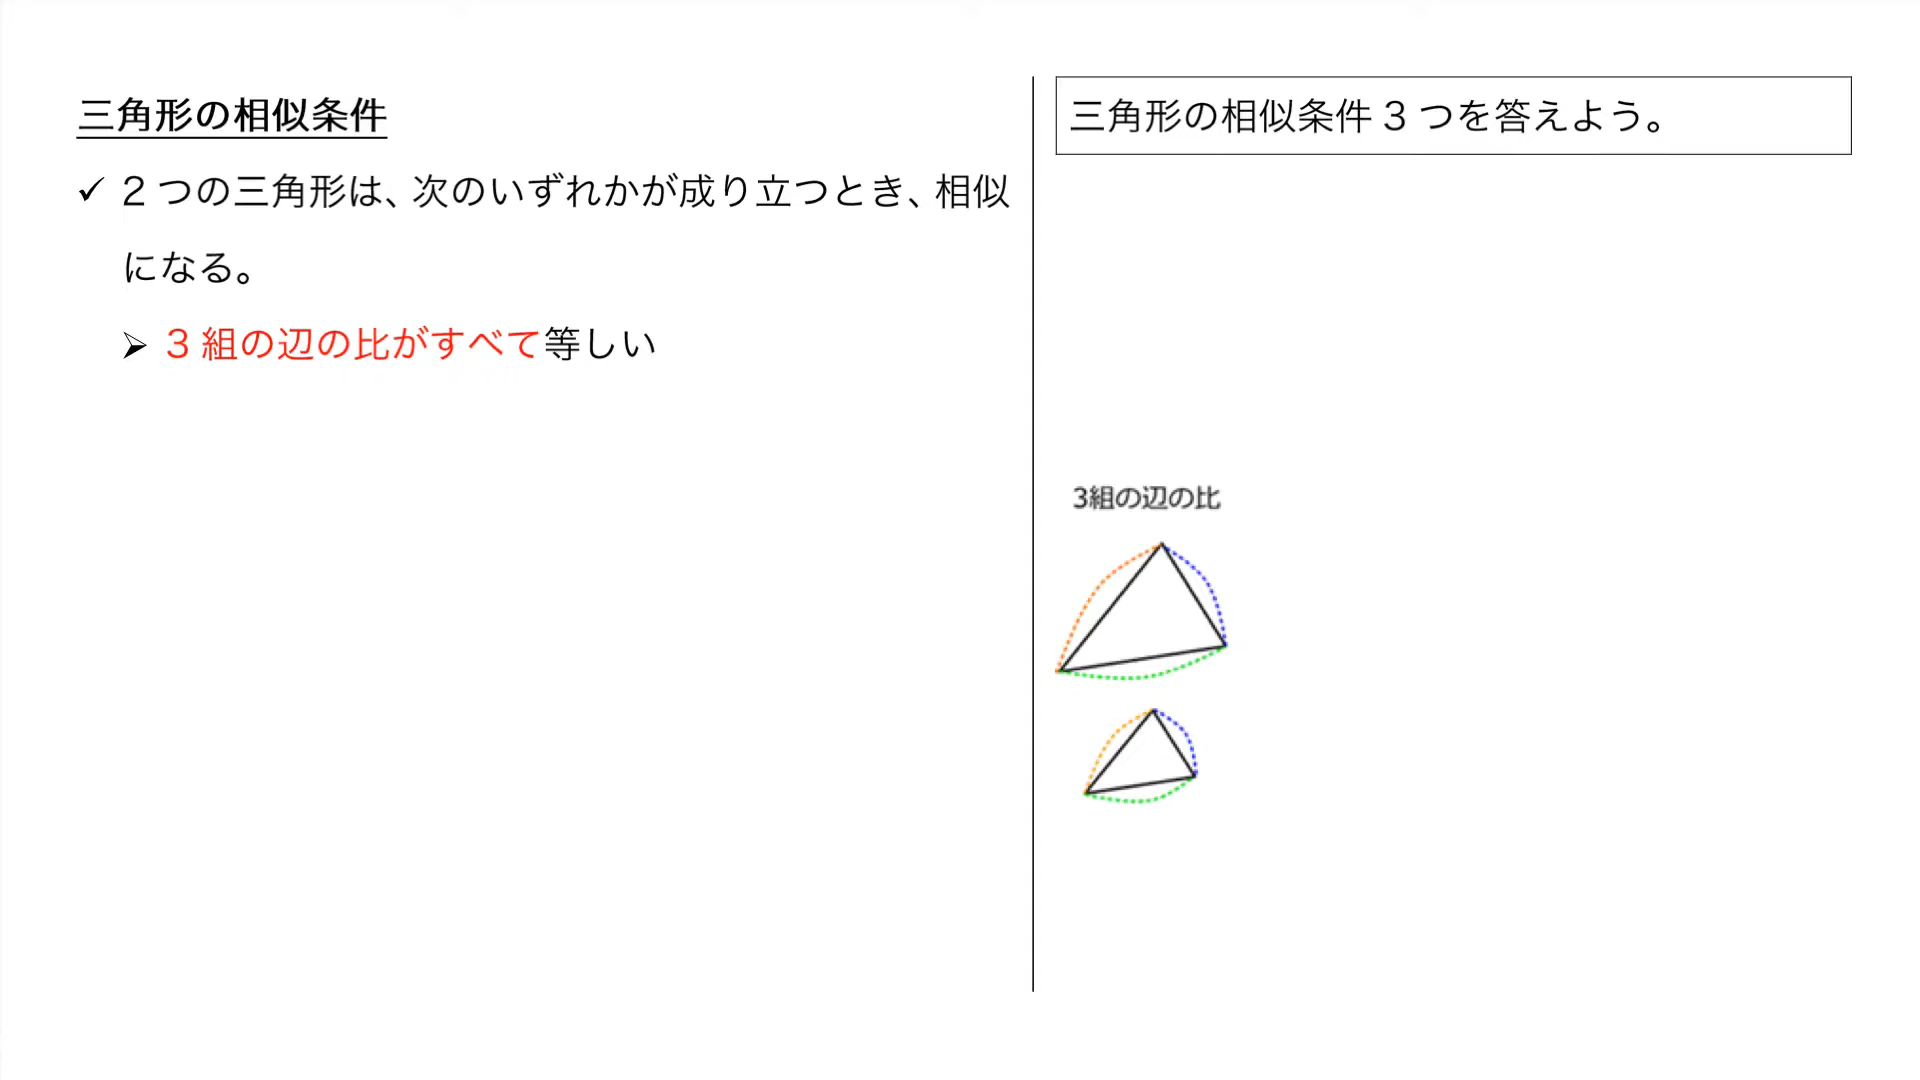 三角形の相似条件
✓ 2 つの三角形は、次のいずれかが成り立つとき、相似
になる。
➢ 3 組の辺の比がすべて等しい
三角形の相似条件 3 つを答えよう。
3組の辺の比